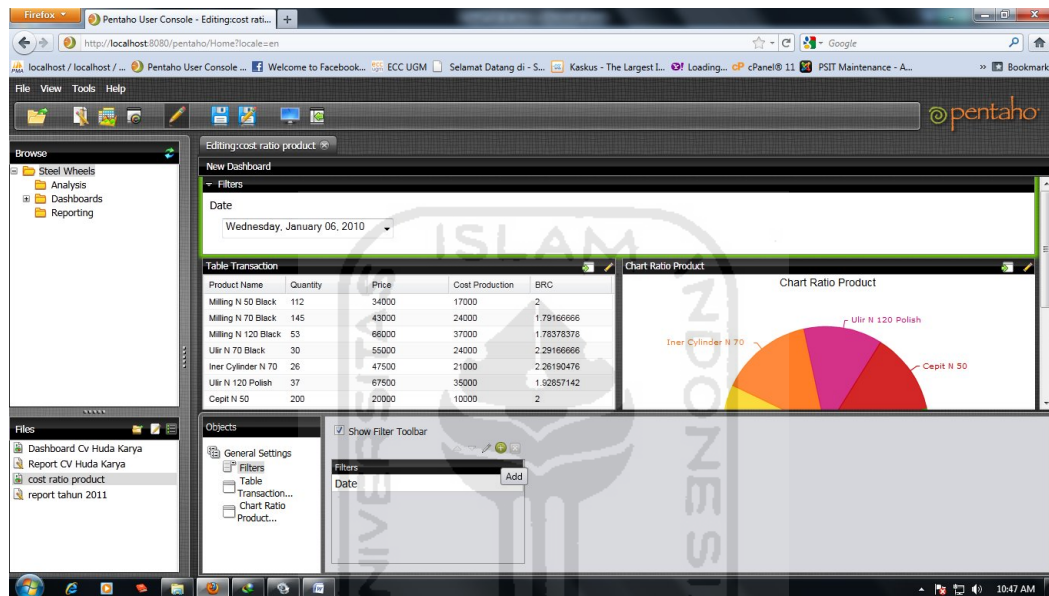 Firefox
Pentaho User Console - Editing:cost rati...
http://localhost:8080/pentaho/Home?locale=en
Google
localhost / localhost / ...
Pentaho User Console ...
Welcome to Facebook...
ECC UGM
Selamat Datang di - S...
Kaskus - The Largest I...
Loading...
cPanel® 11
PSIT Maintenance - A...
Bookmark
File View Tools Help
pentaho
Browse
Steel Wheels
Analysis
Dashboards
Reporting
Editing:cost ratio product
New Dashboard
Filters
Date
Wednesday, January 06, 2010
Table Transaction
Product Name Quantity Price Cost Production BRC
Milling N 50 Black 112 34000 17000 2
Milling N 70 Black 145 43000 24000 1.79166666
Milling N 120 Black 53 66000 37000 1.78378378
Ulir N 70 Black 30 55000 24000 2.29166666
Iner Cylinder N 70 26 47500 21000 2.26190476
Ulir N 120 Polish 37 67500 35000 1.92857142
Cepit N 50 200 20000 10000 2
Chart Ratio Product
Chart Ratio Product
Ulir N 120 Polish
Iner Cylinder N 70
Cepit N 50
Files
Dashboard Cv Huda Karya
Report CV Huda Karya
cost ratio product
report tahun 2011
Objects
General Settings
Filters
Table
Transaction...
Chart Ratio
Product...
Show Filter Toolbar
Filters
Date
Add
10:47 AM
UNIVERSITAS
ISLAM
INDONESI